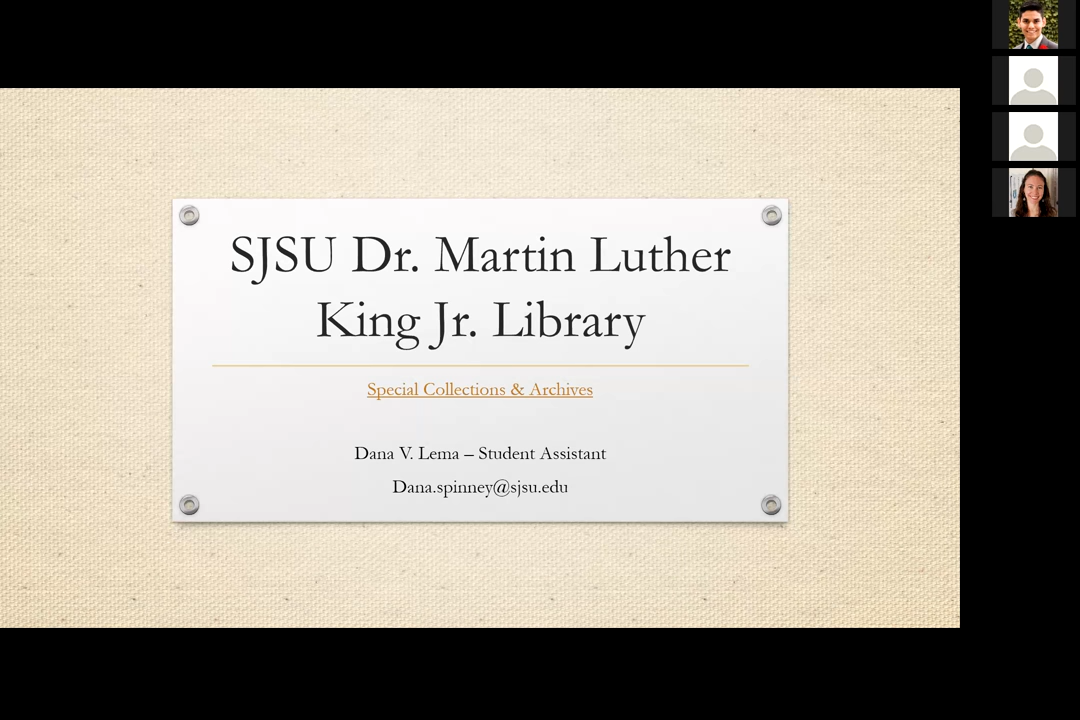 SJSU Dr. Martin Luther
King Jr. Library
Special Collections & Archives
Dana V. Lema – Student Assistant
Dana.spinney@sjsu.edu